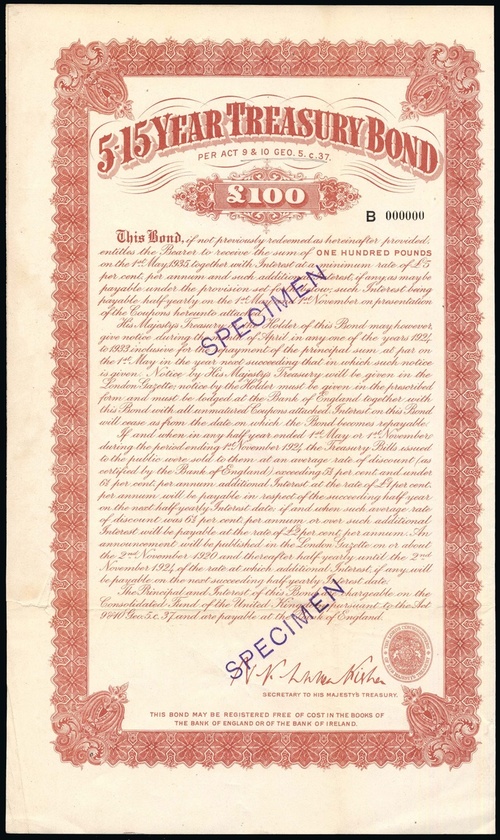 5-15 YEAR TREASURY BOND
PER ACT 9 & 10 GEO. 5. c. 37.
£100
B 000000
This Bond, if not previously redeemed as hereinafter provided,
entitles the Bearer to receive the sum of ONE HUNDRED POUNDS
on the 1st May, 1935, together with Interest at a minimum rate of £5
per cent. per annum and such additional interest, if any, as may be
payable under the provision set below, such Interest being
payable half-yearly on the 1st May 1st November, on presentation
of the Coupons hereunto
His Majesty's Treasury Holder of this Bond may however,
give notice during the of April in any one of the years 1924
to 1933 inclusive for repayment of the principal sum at par on
the 1st May in the year next succeeding that in which such notice
is given. Notice by His Majesty's Treasury will be given in the
London Gazette; notice by the Holder must be given in the prescribed
form and must be lodged at the Bank of England together with
this Bond with all unmatured Coupons attached. Interest on this Bond
will cease as from the date on which the Bond becomes repayable.
If and when in any half year ended 1st May or 1st November,
during the period ending 1st November 1924 the Treasury Bills issued
to the public were sold to them at an average rate of discount (as
certified by the Bank of England) exceeding 5½ per cent. and under
6½ per cent. per annum additional Interest at the rate of £1 per cent.
per annum will be payable in respect of the succeeding half year
on the next half yearly Interest date; if and when such average rate
of discount was 6½ per cent. per annum or over such additional
Interest will be payable at the rate of £2 per cent. per annum. An
announcement will be published in the London Gazette on or about
the 2nd November 1920 and thereafter half yearly until the 2nd
November 1924 of the rate at which additional Interest, if any, will
be payable on the next succeeding half yearly Interest date.
The Principal and Interest of this Bond chargeable on the
Consolidated Fund of the United Kingdom pursuant to the Act
9 & 10 Geo. 5. c. 37, and are payable at the of England.
SPECIMEN
SPECIMEN
SECRETARY TO HIS MAJESTY'S TREASURY.
THIS BOND MAY BE REGISTERED FREE OF COST IN THE BOOKS OF
THE BANK OF ENGLAND OR OF THE BANK OF IRELAND.